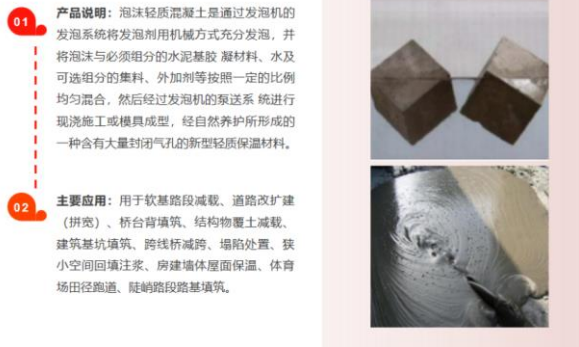 01
产品说明：泡沫轻质混凝土是通过发泡机的
发泡系统将发泡剂用机械方式充分发泡，并
将泡沫与必须组分的水泥基胶 凝材料、水及
可选组分的集料、外加剂等按照一定的比例
均匀混合，然后经过发泡机的泵送系 统进行
现浇施工或模具成型，经自然养护所形成的
一种含有大量封闭气孔的新型轻质保温材料。
02
主要应用：用于软基路段减载、道路改扩建
（拼宽）、桥台背填筑、结构物覆土减载、
建筑基坑填筑、跨线桥减跨、塌陷处置、狭
小空间回填注浆、房建墙体屋面保温、体育
场田径跑道、陡峭路段路基填筑。